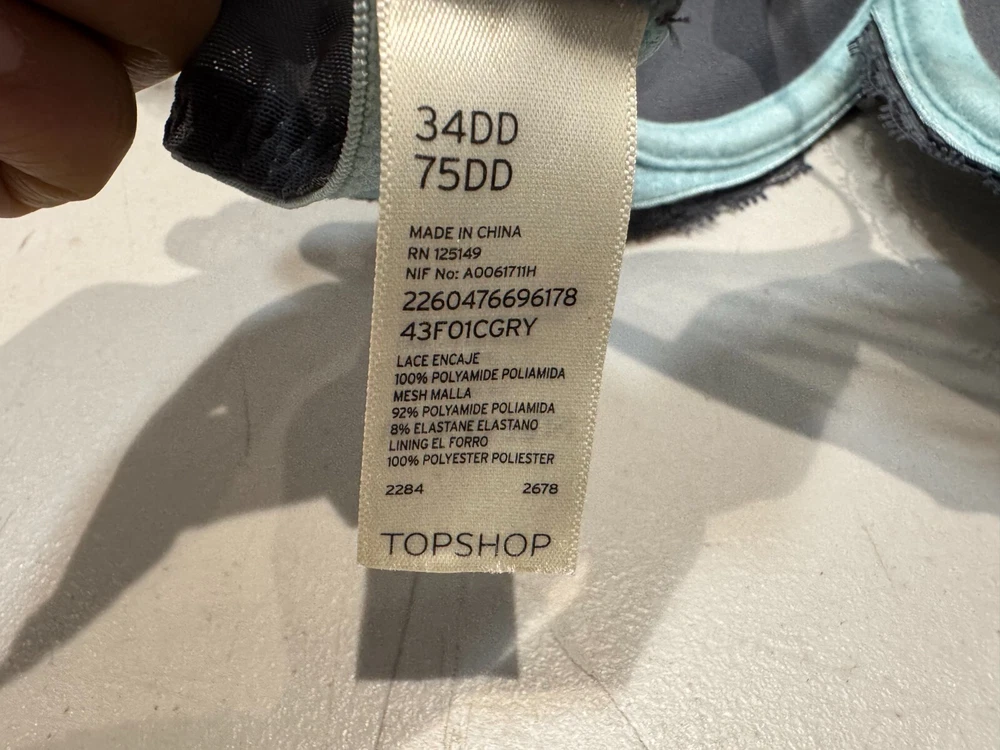 34DD
75DD
MADE IN CHINA
RN 125149
NIF No: A0061711H
2260476696178
43F01CGRY
LACE ENCAJE
100% POLYAMIDE POLIAMIDA
MESH MALLA
92% POLYAMIDE POLIAMIDA
8% ELASTANE ELASTANO
LINING EL FORRO
100% POLYESTER POLIESTER
2284 2678
TOPSHOP